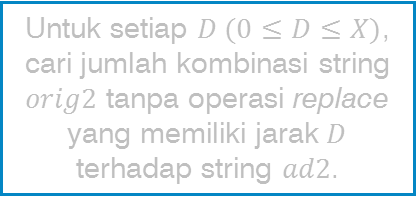 Untuk setiap D (0 ≤ D ≤ X),
cari jumlah kombinasi string
orig2 tanpa operasi replace
yang memiliki jarak D
terhadap string ad2.